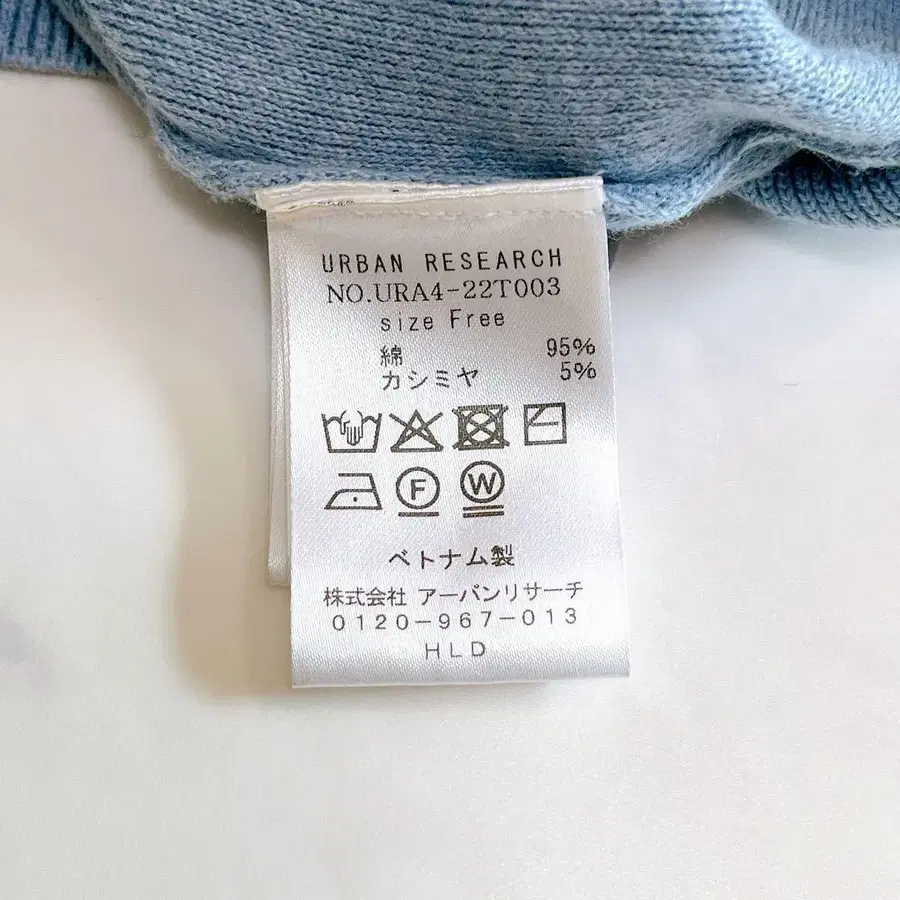 URBAN RESEARCH
NO.URA4-22T003
size Free
綿 95%
カシミヤ 5%
F W
ベトナム製
株式会社 アーバンリサーチ
0120-967-013
HLD